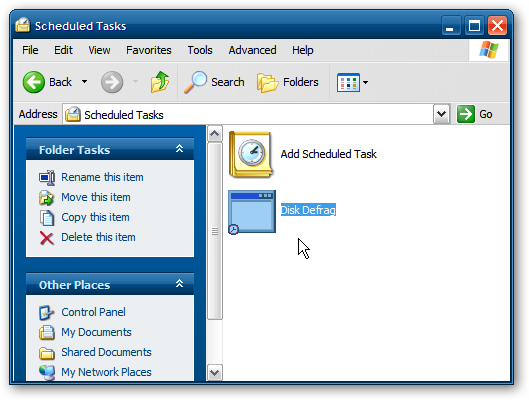 Scheduled Tasks
File Edit View Favorites Tools Advanced Help
Back Search Folders
Address Scheduled Tasks Go
Folder Tasks
Rename this item
Move this item
Copy this item
Delete this item
Other Places
Control Panel
My Documents
Shared Documents
My Network Places
Add Scheduled Task
Disk Defrag